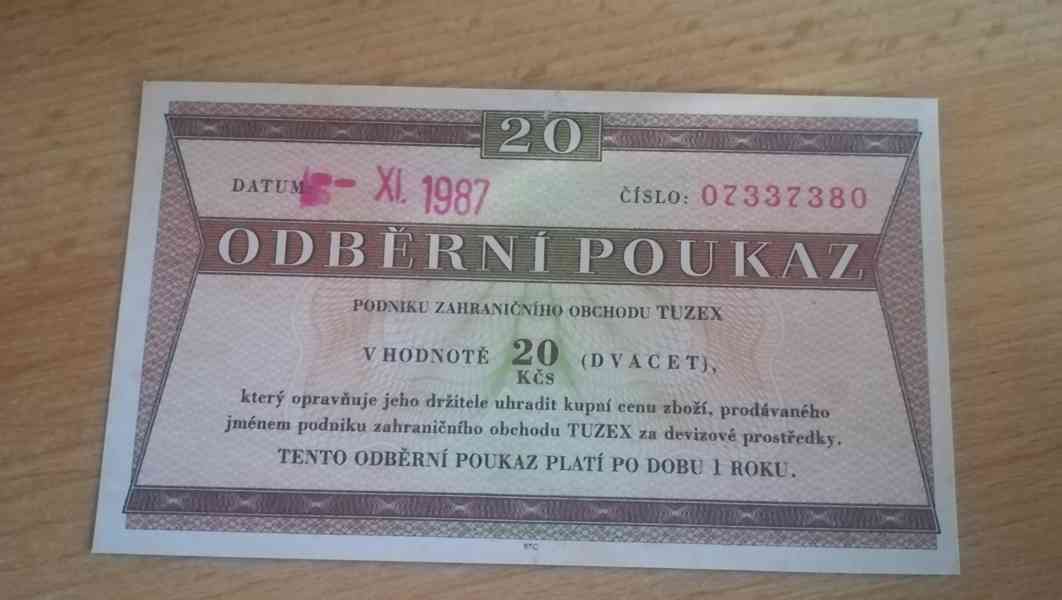 20
DATUM - XI. 1987
ČÍSLO: 07337380
ODBĚRNÍ POUKAZ
PODNIKU ZAHRANIČNÍHO OBCHODU TUZEX
V HODNOTĚ 20 (DVACET),
Kčs
který opravňuje jeho držitele uhradit kupní cenu zboží, prodávaného
jménem podniku zahraničního obchodu TUZEX za devizové prostředky.
TENTO ODBĚRNÍ POUKAZ PLATÍ PO DOBU 1 ROKU.
STC